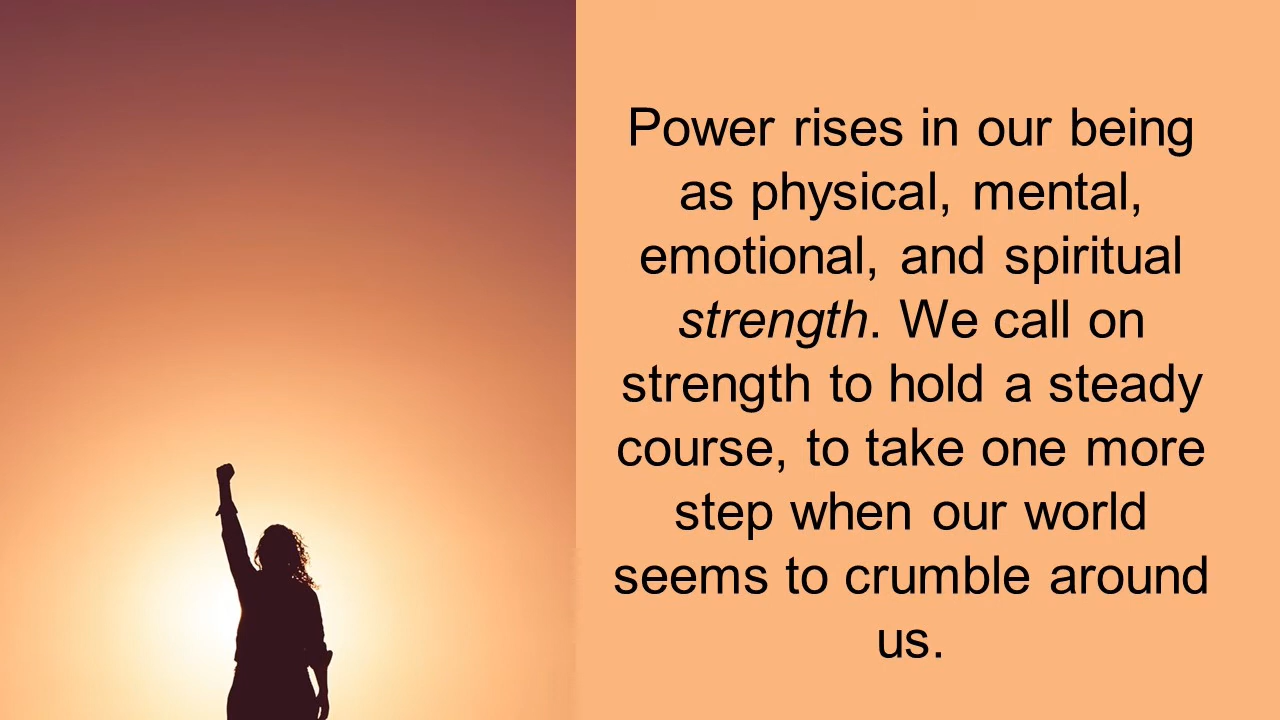 Power rises in our being
as physical, mental,
emotional, and spiritual
strength. We call on
strength to hold a steady
course, to take one more
step when our world
seems to crumble around
us.